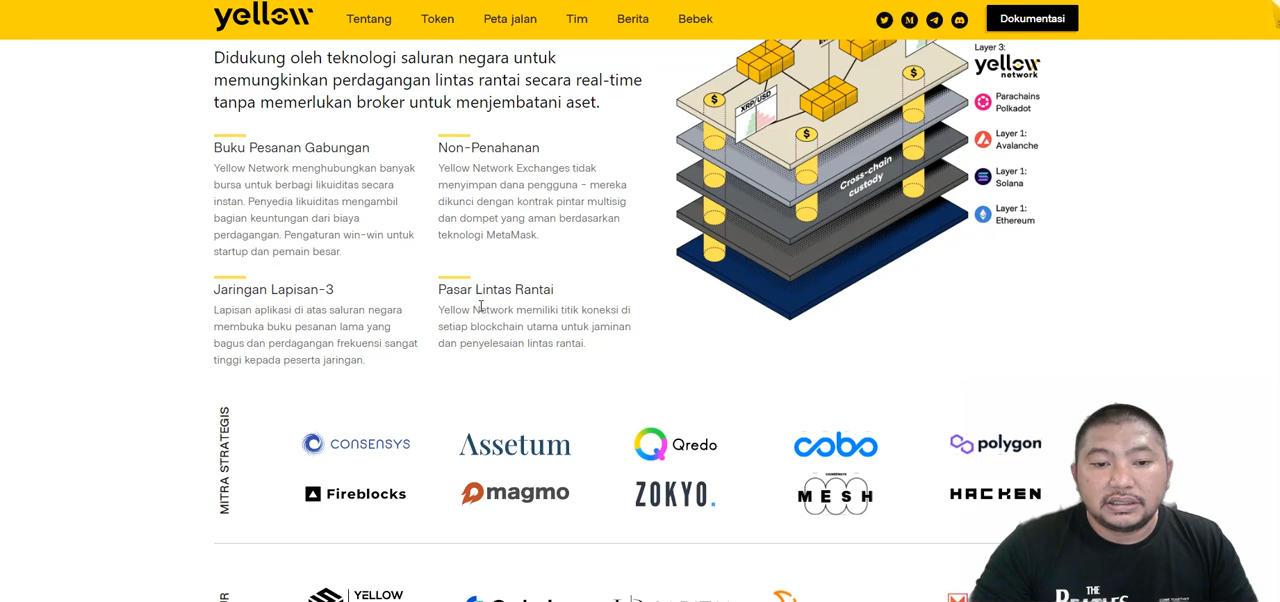 yellow
Tentang
Token
Peta jalan
Tim
Berita
Bebek
Dokumentasi
Didukung oleh teknologi saluran negara untuk
memungkinkan perdagangan lintas rantai secara real-time
tanpa memerlukan broker untuk menjembatani aset.
Buku Pesanan Gabungan
Yellow Network menghubungkan banyak
bursa untuk berbagi likuiditas secara
instan. Penyedia likuiditas mengambil
bagian keuntungan dari biaya
perdagangan. Pengaturan win-win untuk
startup dan pemain besar.
Non-Penahanan
Yellow Network Exchanges tidak
menyimpan dana pengguna - mereka
dikunci dengan kontrak pintar multisig
dan dompet yang aman berdasarkan
teknologi MetaMask.
Jaringan Lapisan-3
Lapisan aplikasi di atas saluran negara
membuka buku pesanan lama yang
bagus dan perdagangan frekuensi sangat
tinggi kepada peserta jaringan.
Pasar Lintas Rantai
Yellow Network memiliki titik koneksi di
setiap blockchain utama untuk jaminan
dan penyelesaian lintas rantai.
$
$
$
XRP/USD
Cross-chain
custody
Layer 3:
yellow
network
Parachains
Polkadot
Layer 1:
Avalanche
Layer 1:
Solana
Layer 1:
Ethereum
MITRA STRATEGIS
CONSENSYS
Assetum
Qredo
cobo
polygon
Fireblocks
magmo
ZOKYO.
CONSENSYS
MESH
HACKEN
YELLOW
THE
BEATLES